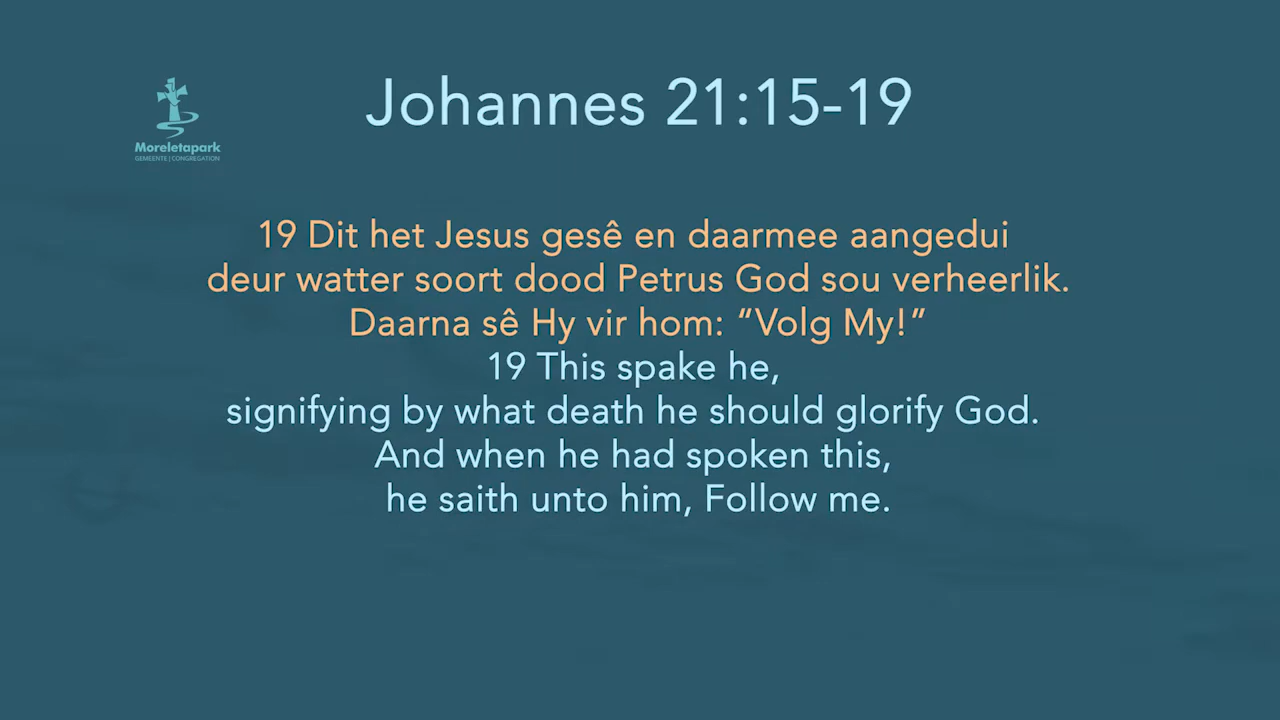 Moreletapark
GEMEENTE | CONGREGATION
Johannes 21:15-19
19 Dit het Jesus gesê en daarmee aangedui
deur watter soort dood Petrus God sou verheerlik.
Daarna sê Hy vir hom: “Volg My!”
19 This spake he,
signifying by what death he should glorify God.
And when he had spoken this,
he saith unto him, Follow me.